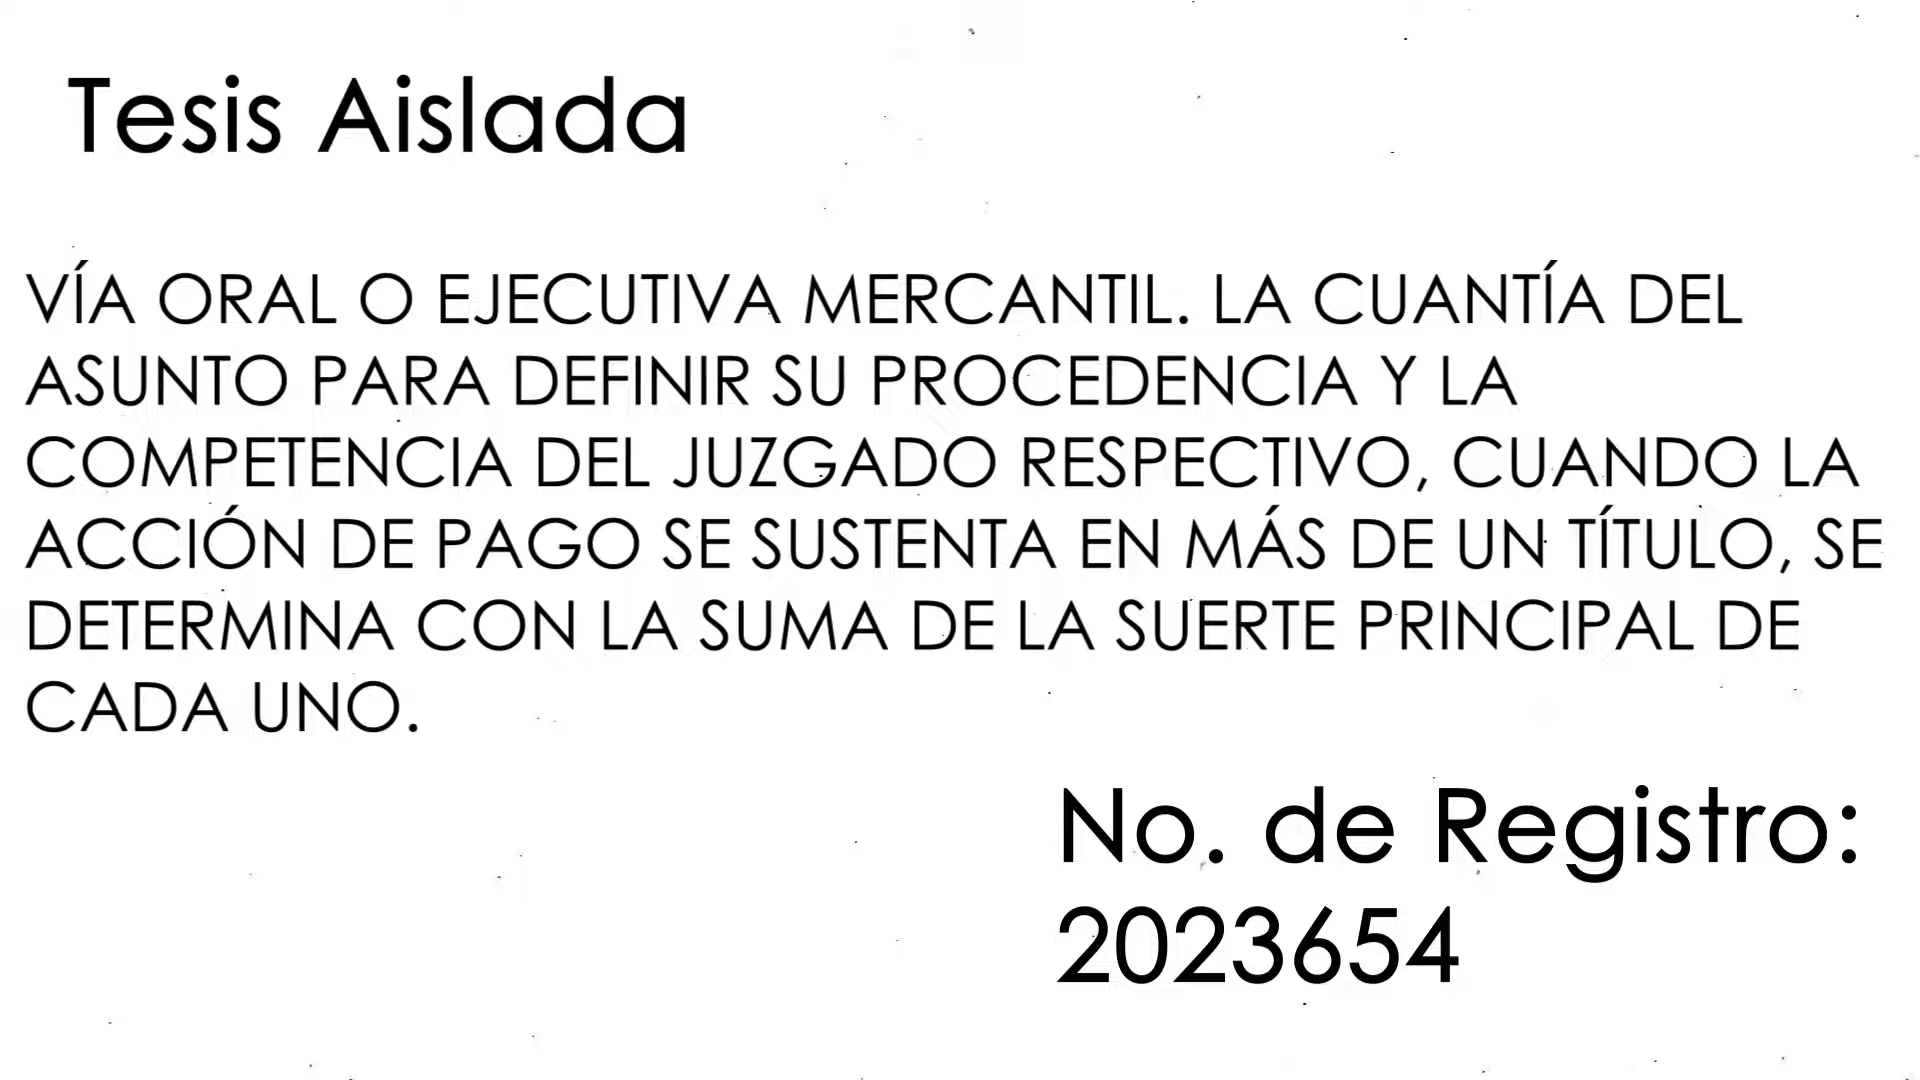 Tesis Aislada
VÍA ORAL O EJECUTIVA MERCANTIL. LA CUANTÍA DEL
ASUNTO PARA DEFINIR SU PROCEDENCIA Y LA
COMPETENCIA DEL JUZGADO RESPECTIVO, CUANDO LA
ACCIÓN DE PAGO SE SUSTENTA EN MÁS DE UN TÍTULO, SE
DETERMINA CON LA SUMA DE LA SUERTE PRINCIPAL DE
CADA UNO.
No. de Registro:
2023654